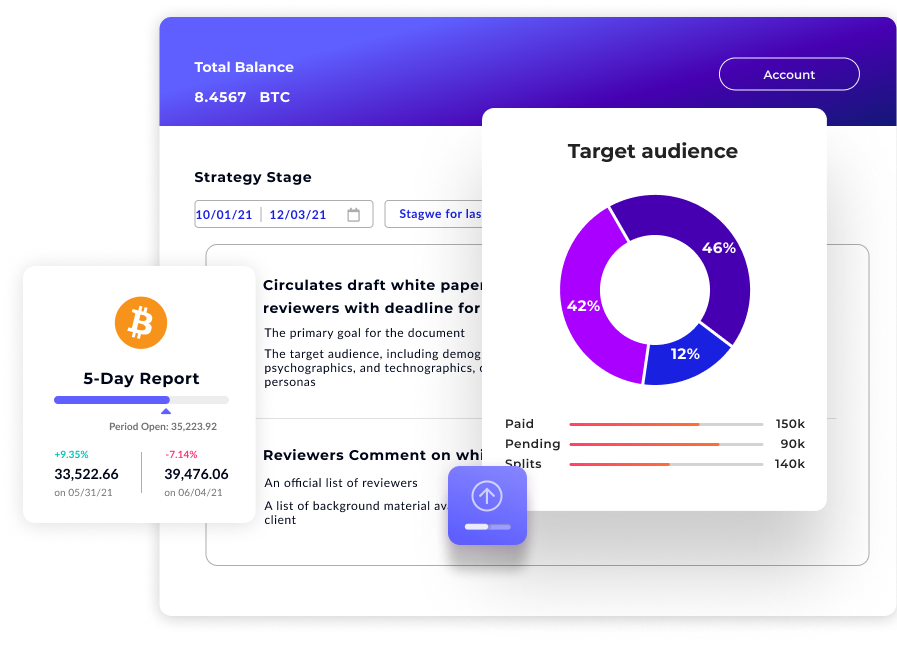 Total Balance
8.4567 BTC
Account
Strategy Stage
10/01/21 12/03/21
Stagwe for las
Circulates draft white paper
reviewers with deadline for
The primary goal for the document
The target audience, including demog
psychographics, and technographics,
personas
Reviewers Comment on whi
An official list of reviewers
A list of background material ava
client
5-Day Report
Period Open: 35,223.92
+9.35%
33,522.66
on 05/31/21
-7.14%
39,476.06
on 06/04/21
Target audience
46%
42%
12%
Paid 150k
Pending 90k
Splits 140k